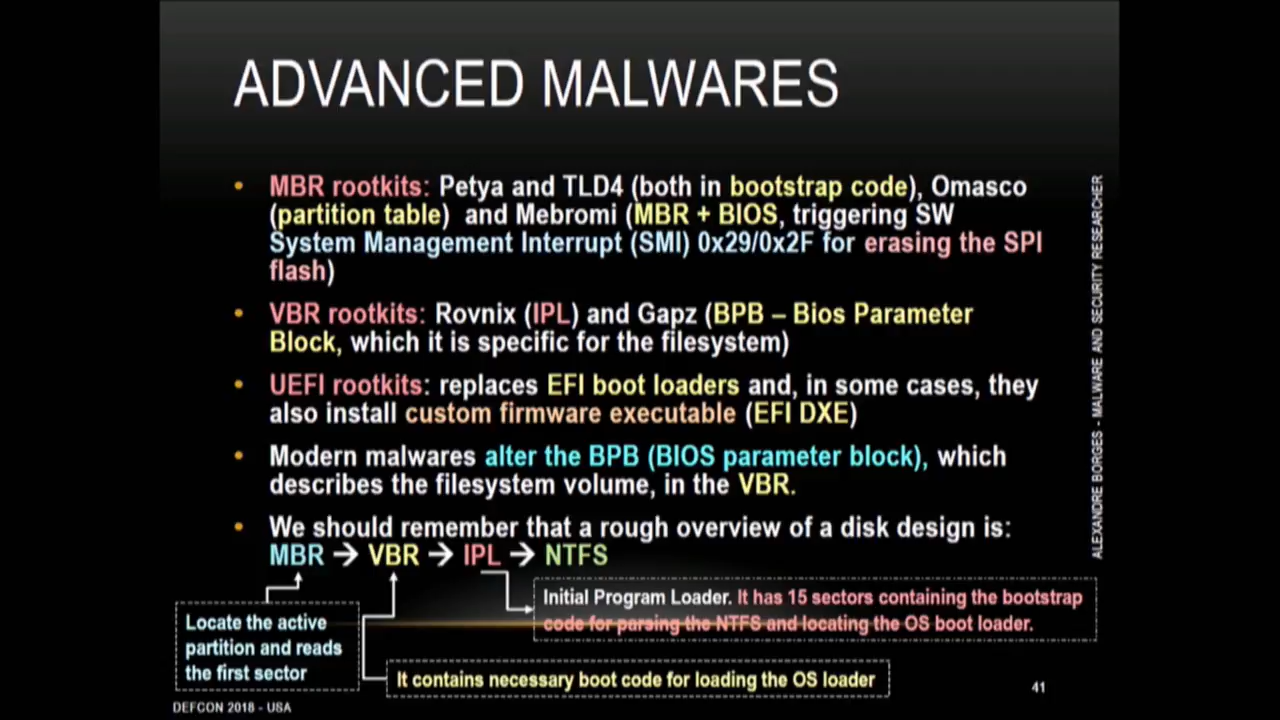 ADVANCED MALWARES
• MBR rootkits: Petya and TLD4 (both in bootstrap code), Omasco
(partition table) and Mebromi (MBR + BIOS, triggering SW
System Management Interrupt (SMI) 0x29/0x2F for erasing the SPI
flash)
• VBR rootkits: Rovnix (IPL) and Gapz (BPB – Bios Parameter
Block, which it is specific for the filesystem)
• UEFI rootkits: replaces EFI boot loaders and, in some cases, they
also install custom firmware executable (EFI DXE)
• Modern malwares alter the BPB (BIOS parameter block), which
describes the filesystem volume, in the VBR.
• We should remember that a rough overview of a disk design is:
MBR → VBR → IPL → NTFS
Initial Program Loader. It has 15 sectors containing the bootstrap
code for parsing the NTFS and locating the OS boot loader.
Locate the active
partition and reads
the first sector
It contains necessary boot code for loading the OS loader
ALEXANDRE BORGES - MALWARE AND SECURITY RESEARCHER
41
DEFCON 2018 - USA